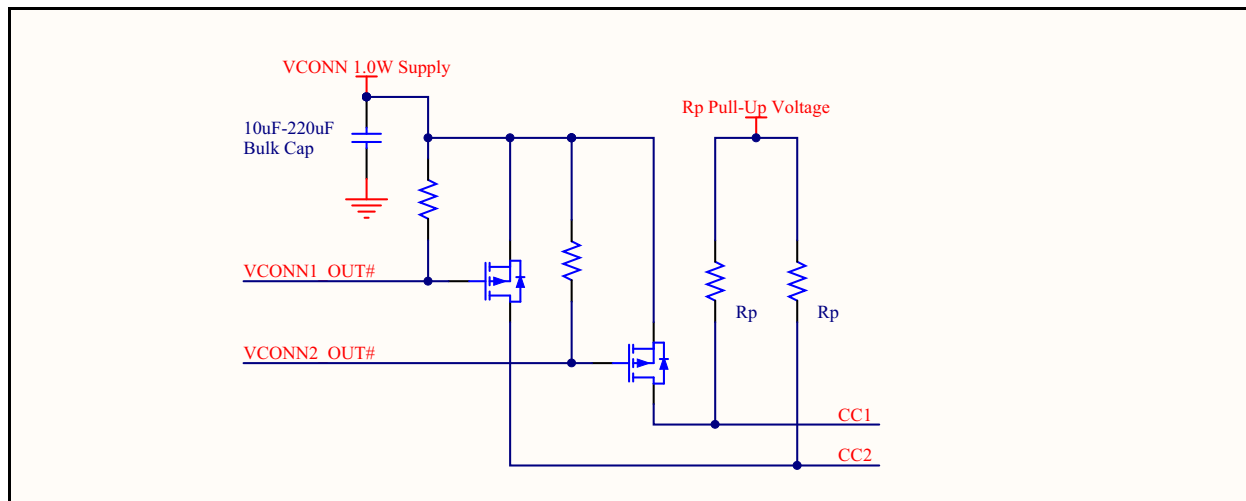 VCONN 1.0W Supply
Rp Pull-Up Voltage
10uF-220uF
Bulk Cap
VCONN1_OUT#
Rp
Rp
VCONN2_OUT#
CC1
CC2